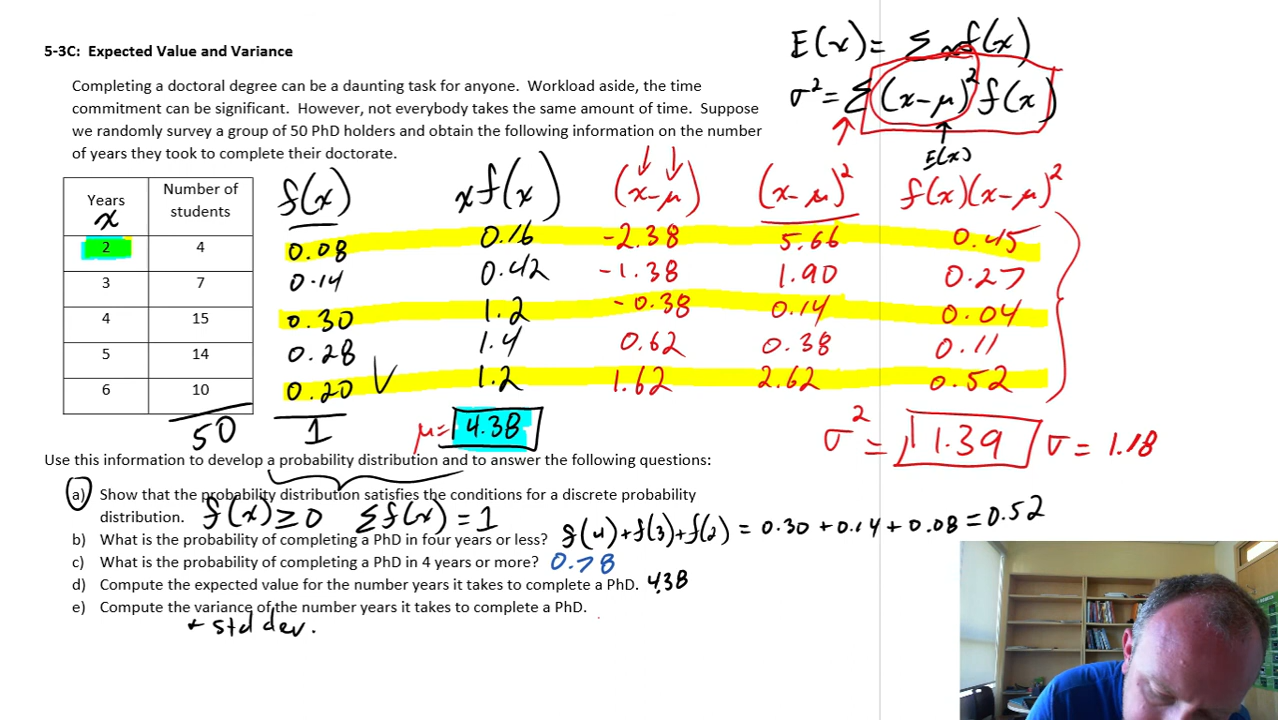 5-3C: Expected Value and Variance
E(x) = Σ xf(x)
σ² = Σ (x-μ)² f(x)
E(x)
Completing a doctoral degree can be a daunting task for anyone. Workload aside, the time
commitment can be significant. However, not everybody takes the same amount of time. Suppose
we randomly survey a group of 50 PhD holders and obtain the following information on the number
of years they took to complete their doctorate.
Years x Number of students f(x) xf(x) (x-μ) (x-μ)² f(x)(x-μ)²
2 4 0.08 0.16 -2.38 5.66 0.45
3 7 0.14 0.42 -1.38 1.90 0.27
4 15 0.30 1.2 -0.38 0.14 0.04
5 14 0.28 1.4 0.62 0.38 0.11
6 10 0.20 1.2 1.62 2.62 0.52
50 1 μ= 4.38 σ² = √1.39 σ = 1.18
Use this information to develop a probability distribution and to answer the following questions:
a) Show that the probability distribution satisfies the conditions for a discrete probability
distribution. f(x) ≥ 0 Σf(x) = 1
b) What is the probability of completing a PhD in four years or less? f(4)+f(3)+f(2) = 0.30+0.14+0.08=0.52
c) What is the probability of completing a PhD in 4 years or more? 0.78
d) Compute the expected value for the number years it takes to complete a PhD. 4.38
e) Compute the variance of the number years it takes to complete a PhD.
+ std dev.